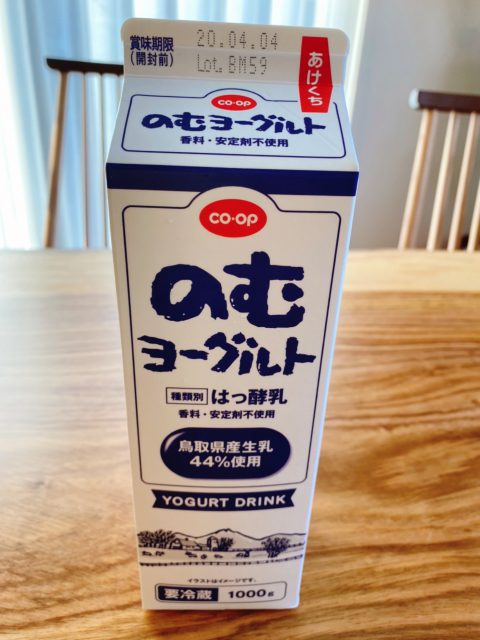 賞味期限
(開封前)
20.04.04
Lot.BM59
あけくち
CO·OP
のむヨーグルト
香料・安定剤不使用
CO·OP
のむ
ヨーグルト
種類別 はっ酵乳
香料・安定剤不使用
鳥取県産生乳
44%使用
YOGURT DRINK
イラストはイメージです。
要冷蔵 1000g